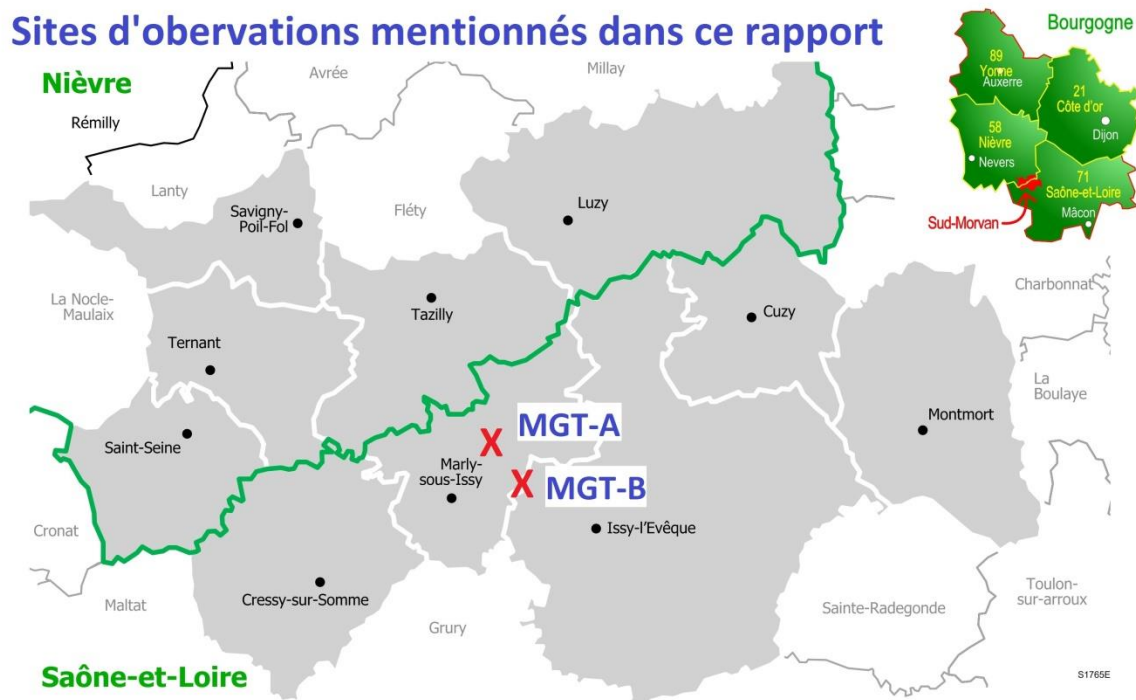 Sites d'obervations mentionnés dans ce rapport
Bourgogne
Nièvre
Avrée
Millay
Rémilly
Lanty
Savigny-
Poil-Fol
Fléty
Luzy
La Nocle-
Maulaix
Tazilly
Cuzy
Charbonnat
Ternant
La
Boulaye
Saint-Seine
MGT-A
Montmort
Marly-
sous-Issy
MGT-B
Cronat
Issy-l'Evêque
Maltat
Cressy-sur-Somme
Grury
Sainte-Radegonde
Toulon-
sur-arroux
Saône-et-Loire
S1765E
89
Yonne
Auxerre
21
Côte d'or
Dijon
58
Nièvre
Nevers
71
Saône-et-Loire
Mâcon
Sud-Morvan
X
X